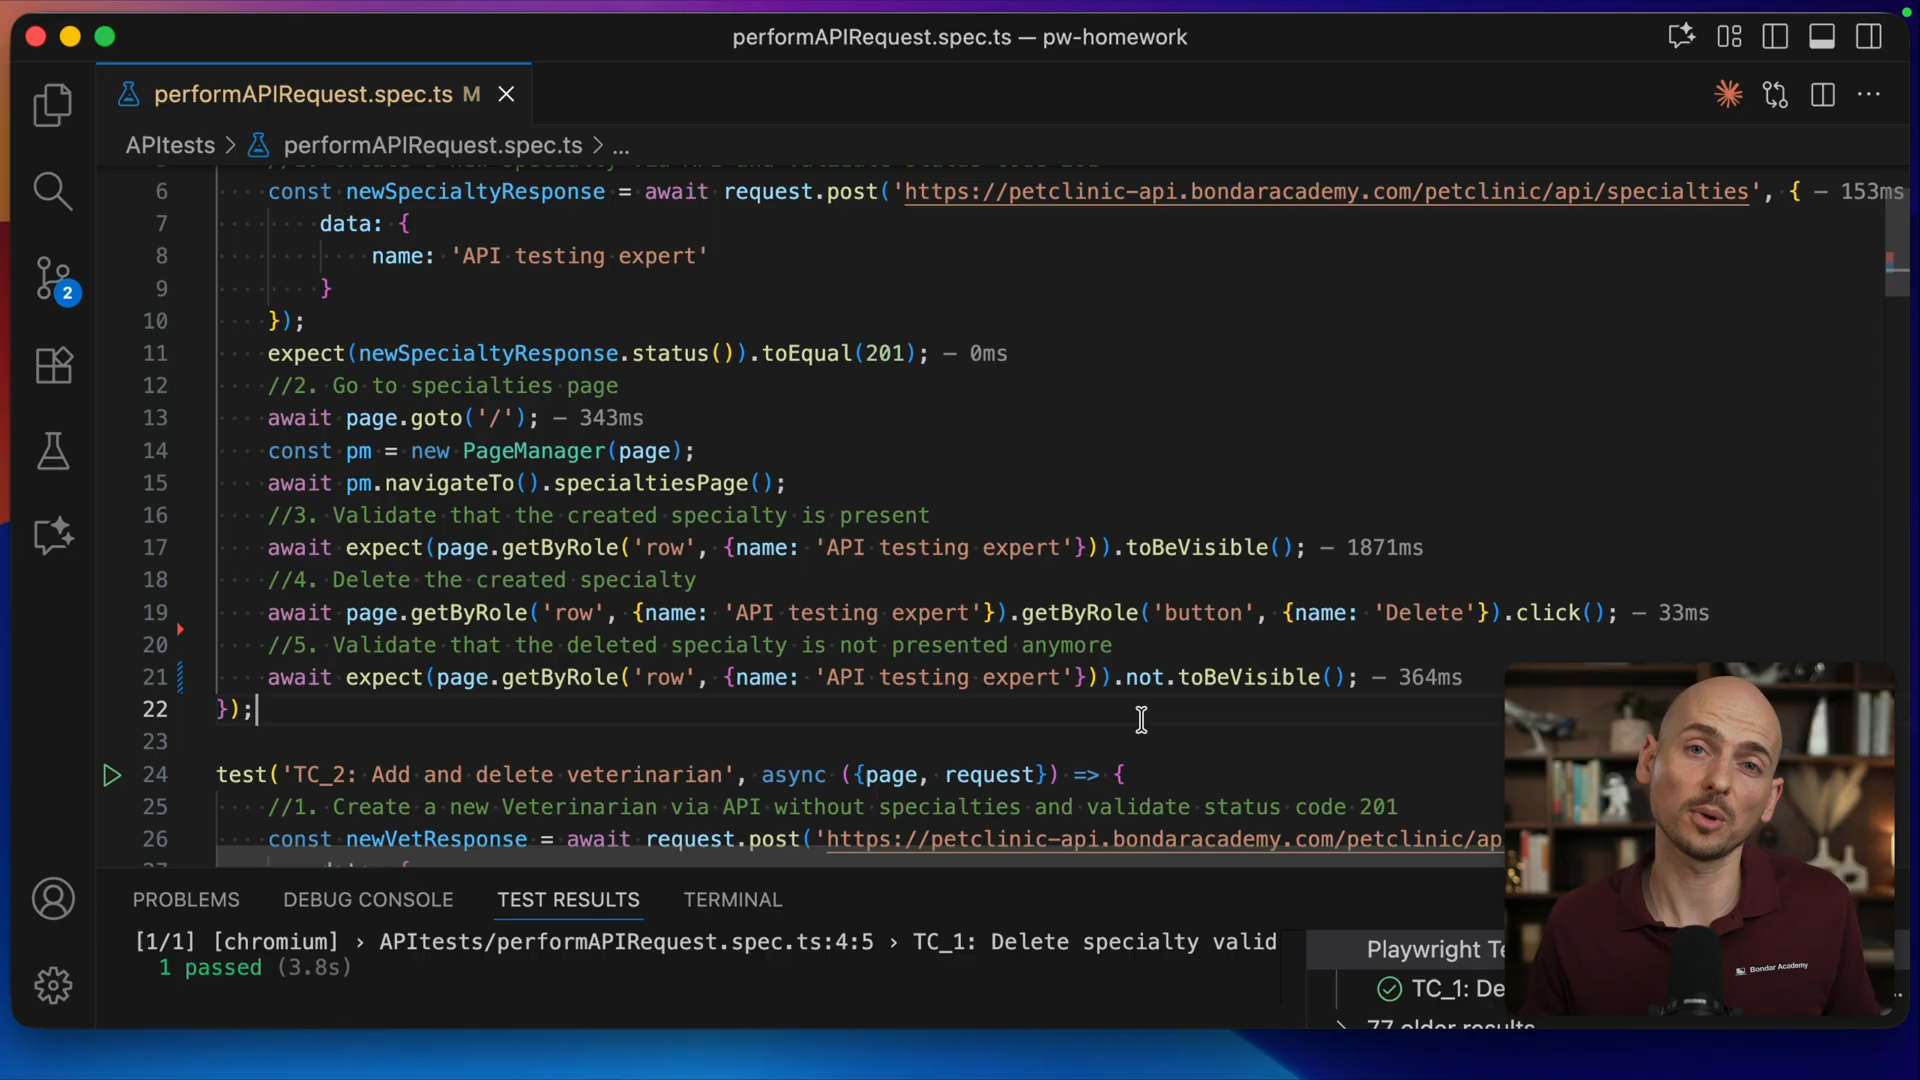 performAPIRequest.spec.ts — pw-homework
performAPIRequest.spec.ts M
APItests > performAPIRequest.spec.ts > ...
6 const newSpecialtyResponse = await request.post('https://petclinic-api.bondaracademy.com/petclinic/api/specialties', { — 153ms
7 data: {
8 name: 'API testing expert'
9 }
10 });
11 expect(newSpecialtyResponse.status()).toEqual(201); — 0ms
12 //2. Go to specialties page
13 await page.goto('/'); — 343ms
14 const pm = new PageManager(page);
15 await pm.navigateTo().specialtiesPage();
16 //3. Validate that the created specialty is present
17 await expect(page.getByRole('row', {name: 'API testing expert'})).toBeVisible(); — 1871ms
18 //4. Delete the created specialty
19 await page.getByRole('row', {name: 'API testing expert'}).getByRole('button', {name: 'Delete'}).click(); — 33ms
20 //5. Validate that the deleted specialty is not presented anymore
21 await expect(page.getByRole('row', {name: 'API testing expert'})).not.toBeVisible(); — 364ms
22 });
23
24 test('TC_2: Add and delete veterinarian', async ({page, request}) => {
25 //1. Create a new Veterinarian via API without specialties and validate status code 201
26 const newVetResponse = await request.post('https://petclinic-api.bondaracademy.com/petclinic/ap
2
PROBLEMS DEBUG CONSOLE TEST RESULTS TERMINAL
[1/1] [chromium] › APItests/performAPIRequest.spec.ts:4:5 › TC_1: Delete specialty valid
1 passed (3.8s)
Playwright Te
TC_1: De
77 older results
Bondar Academy